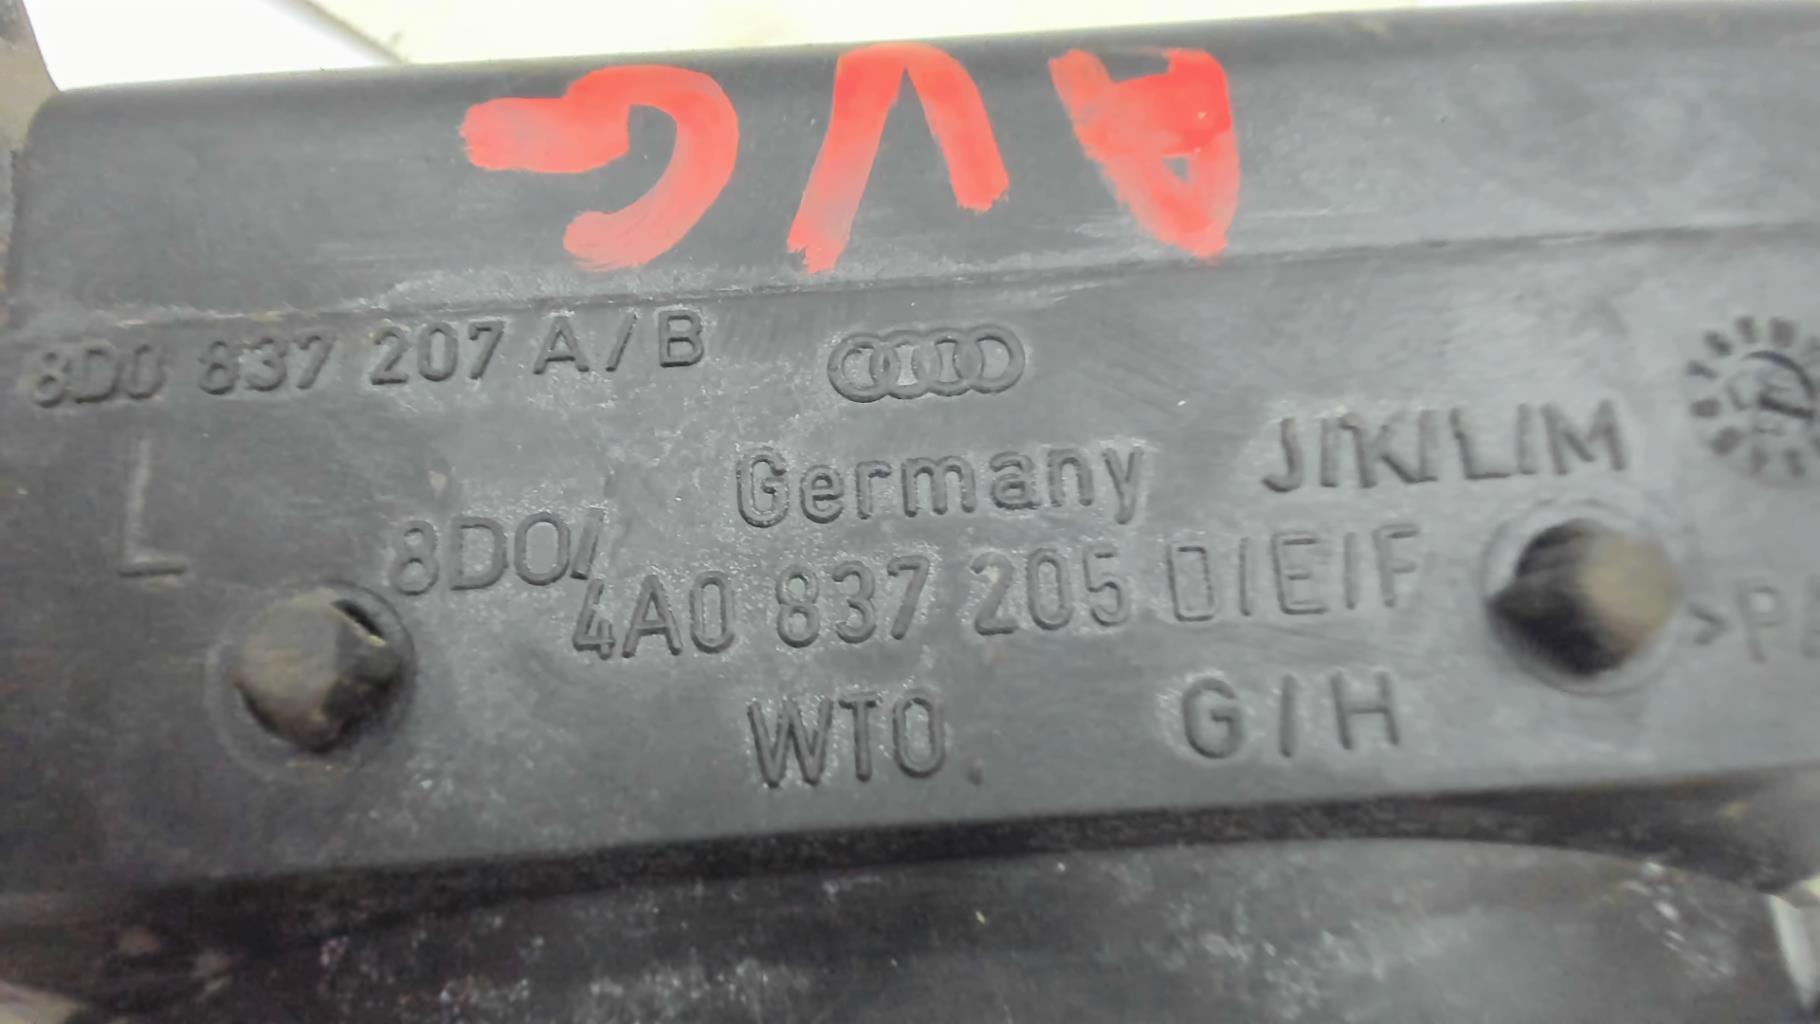 AVG
8D0 837 207 A/B
Germany J/K/L/M
L 8D0/
4A0 837 205 D/E/F
WTO. G/H